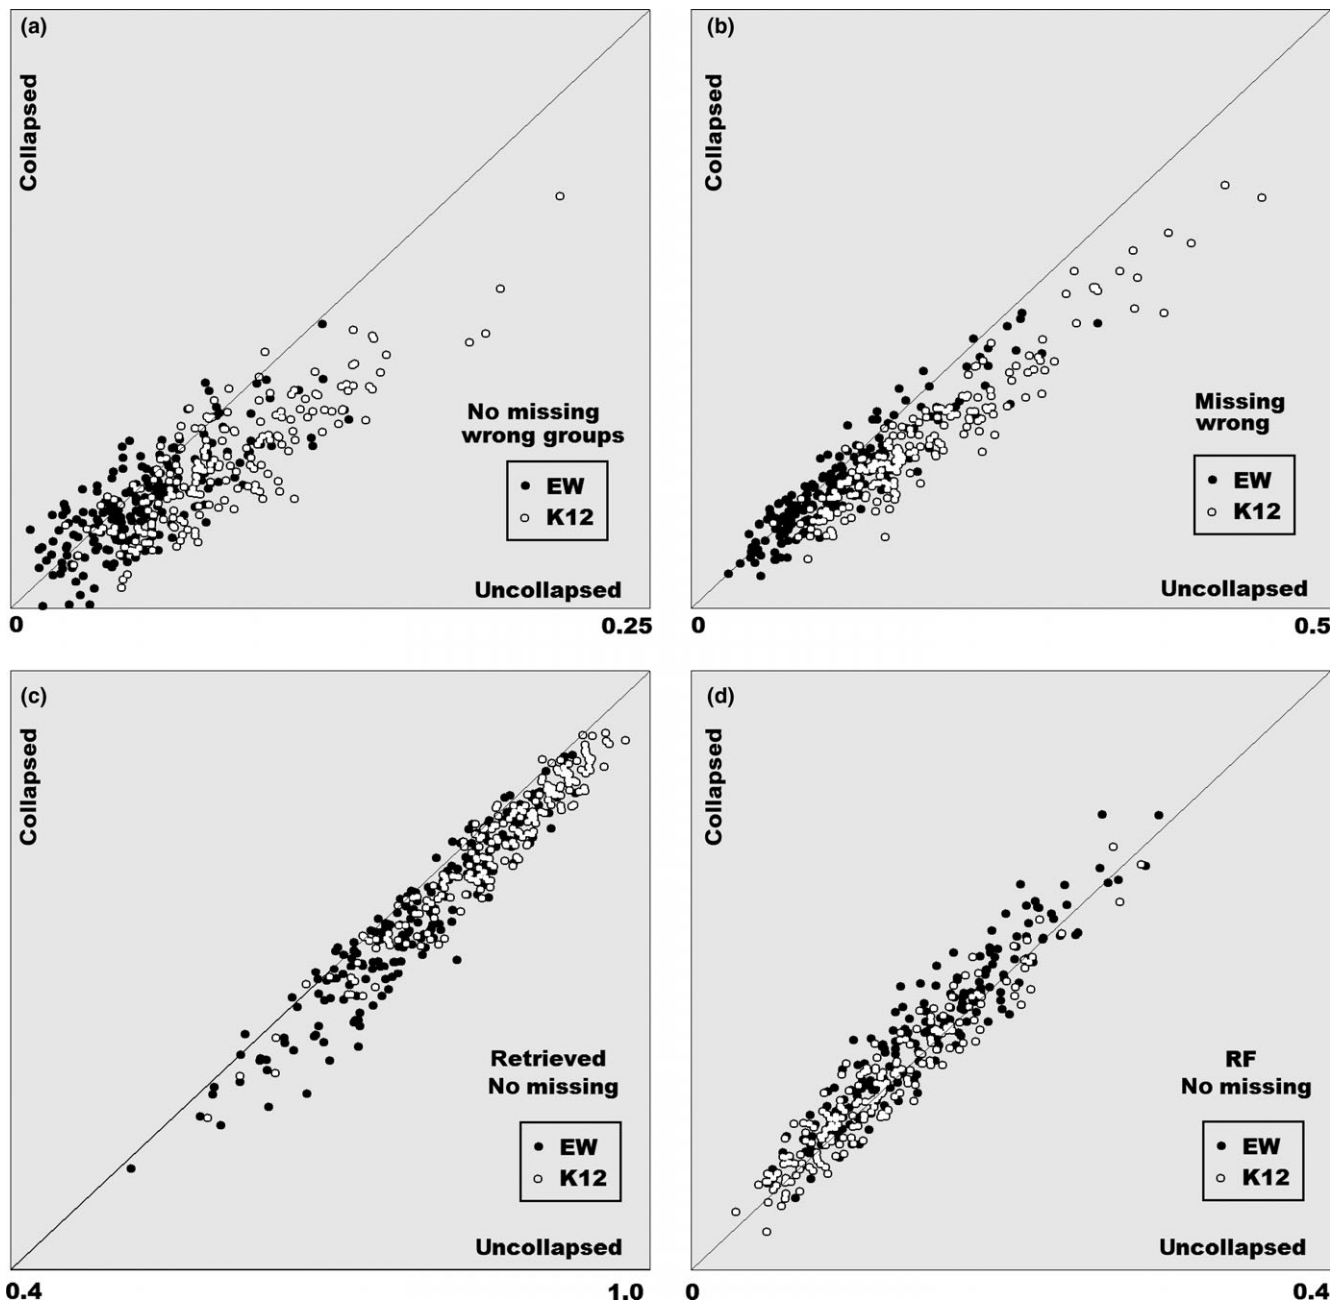 (a)
Collapsed
No missing
wrong groups
EW
K12
Uncollapsed
0
0.25
(b)
Collapsed
Missing
wrong
EW
K12
Uncollapsed
0
0.5
(c)
Collapsed
Retrieved
No missing
EW
K12
Uncollapsed
0.4
1.0
(d)
Collapsed
RF
No missing
EW
K12
Uncollapsed
0
0.4